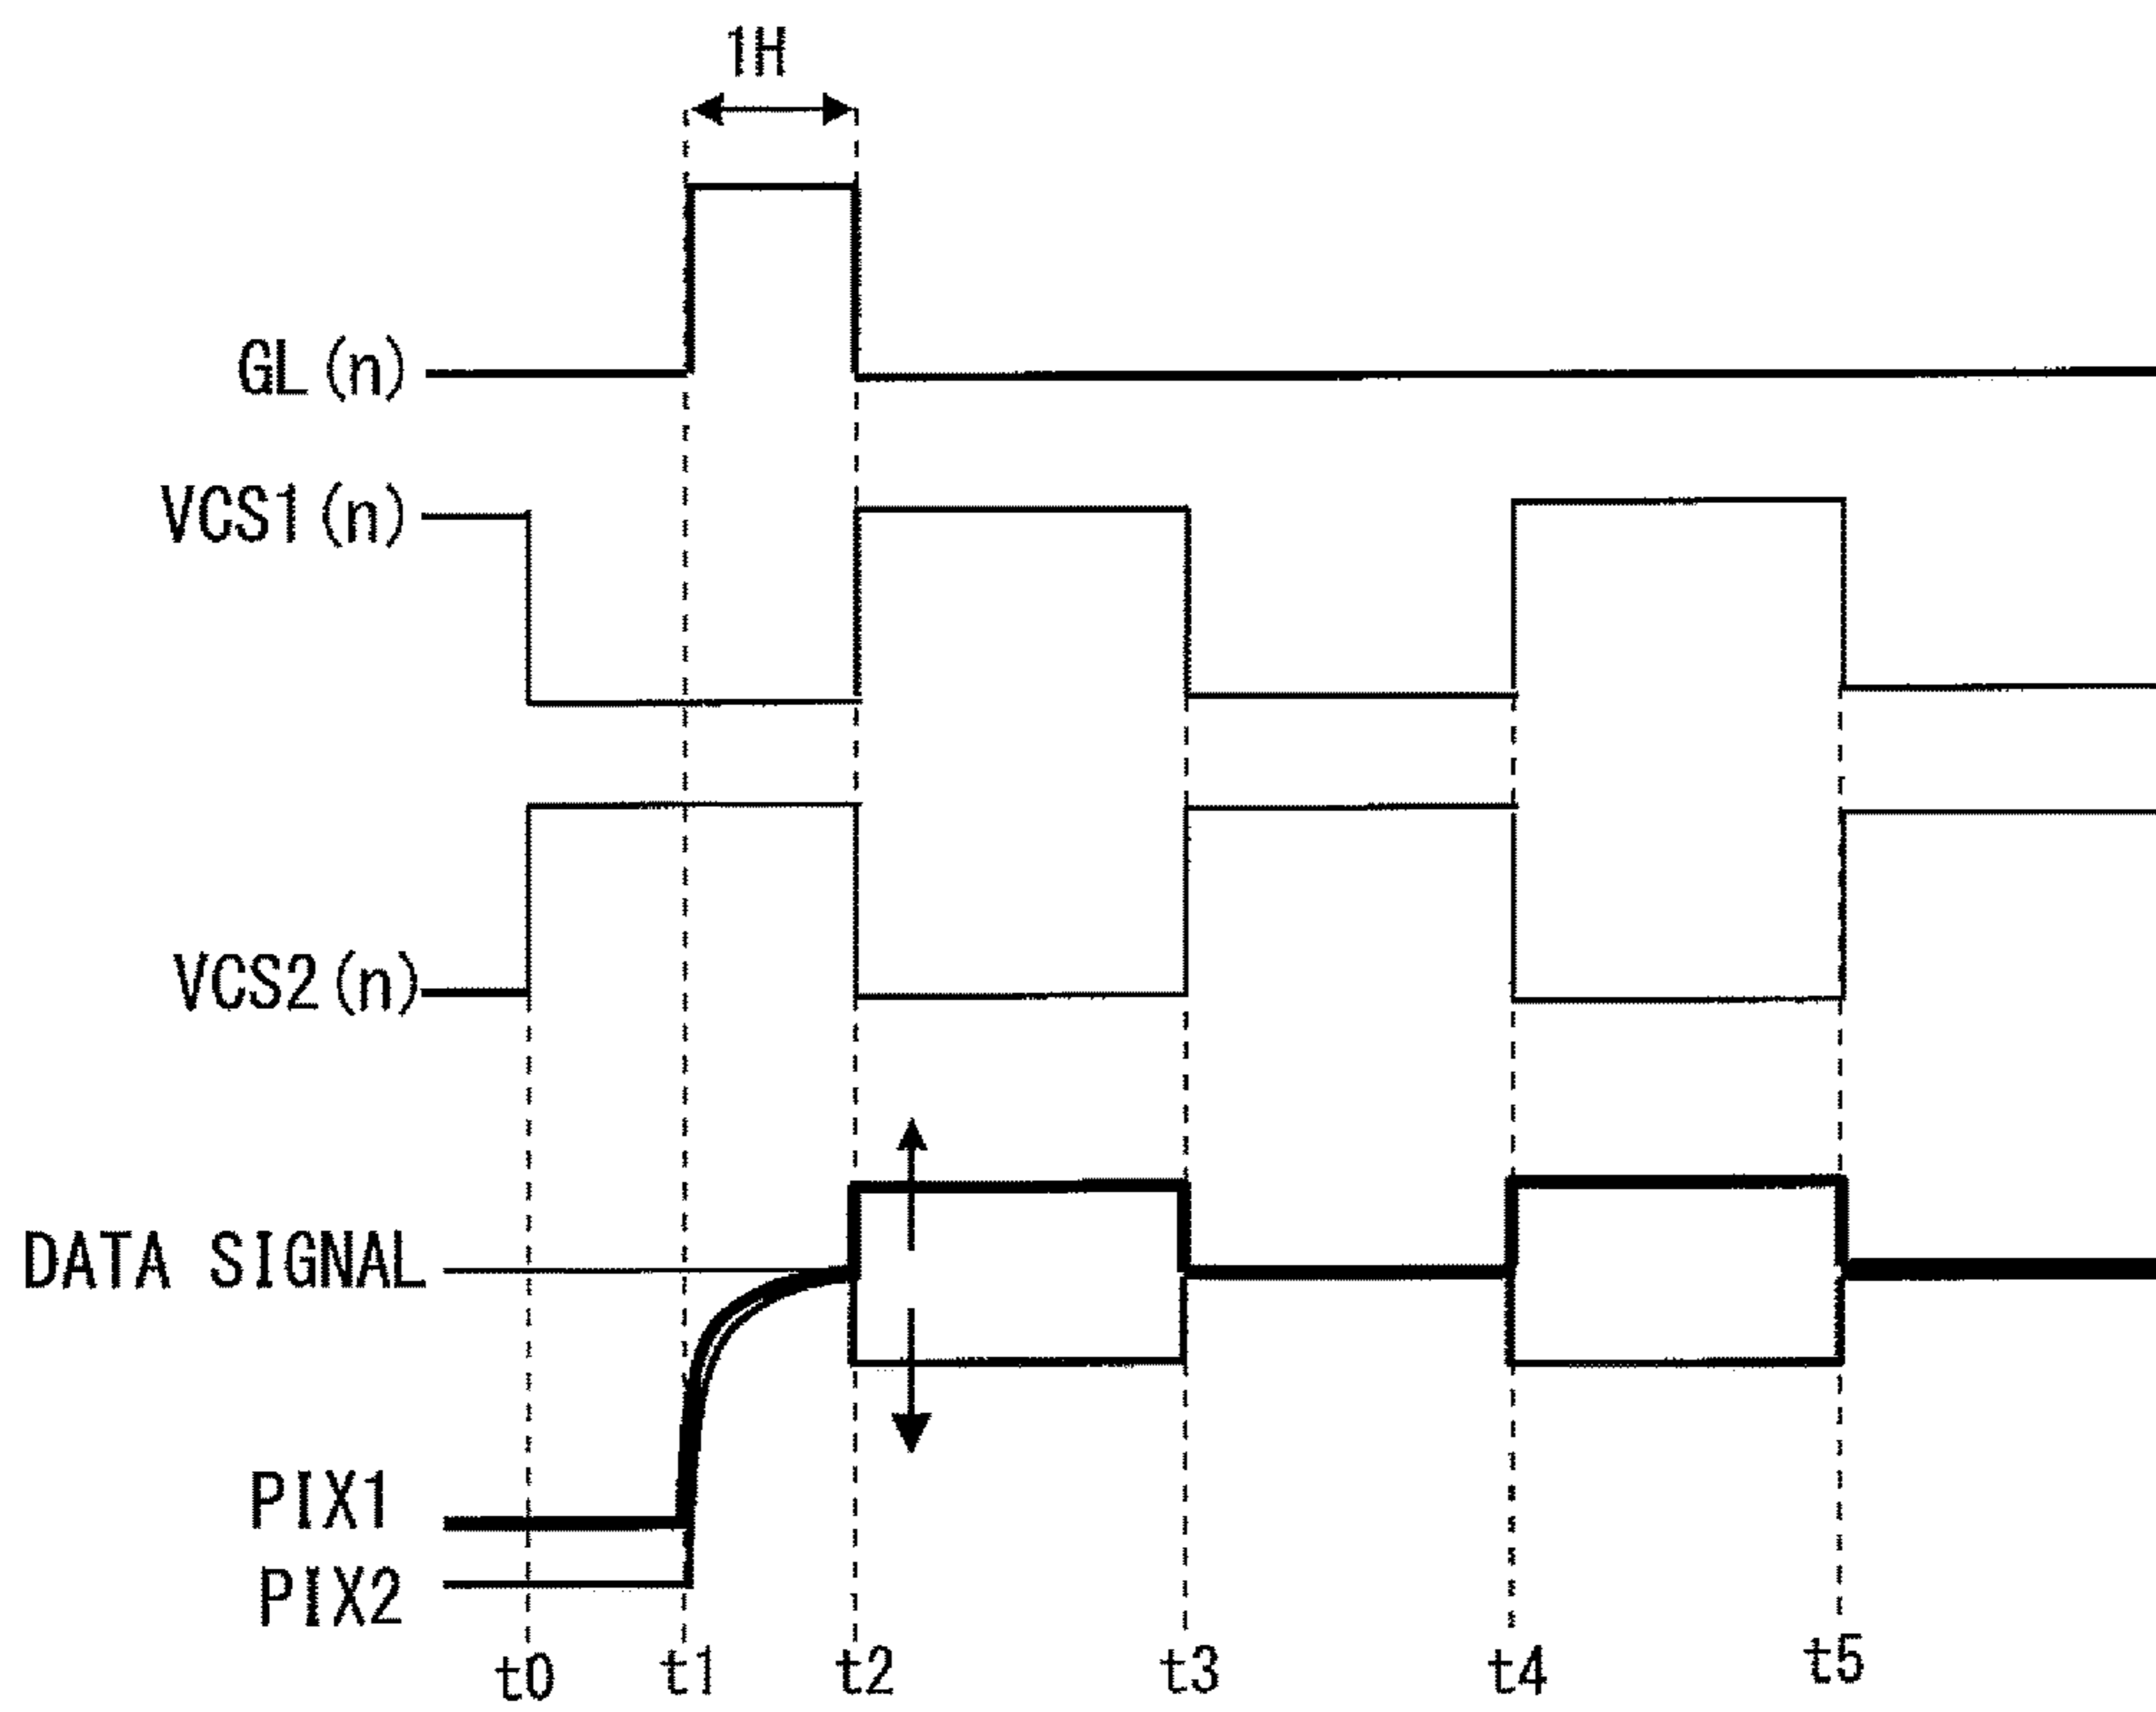 1H
GL(n)
VCS1(n)
VCS2(n)
DATA SIGNAL
PIX1
PIX2
t0 t1 t2 t3 t4 t5